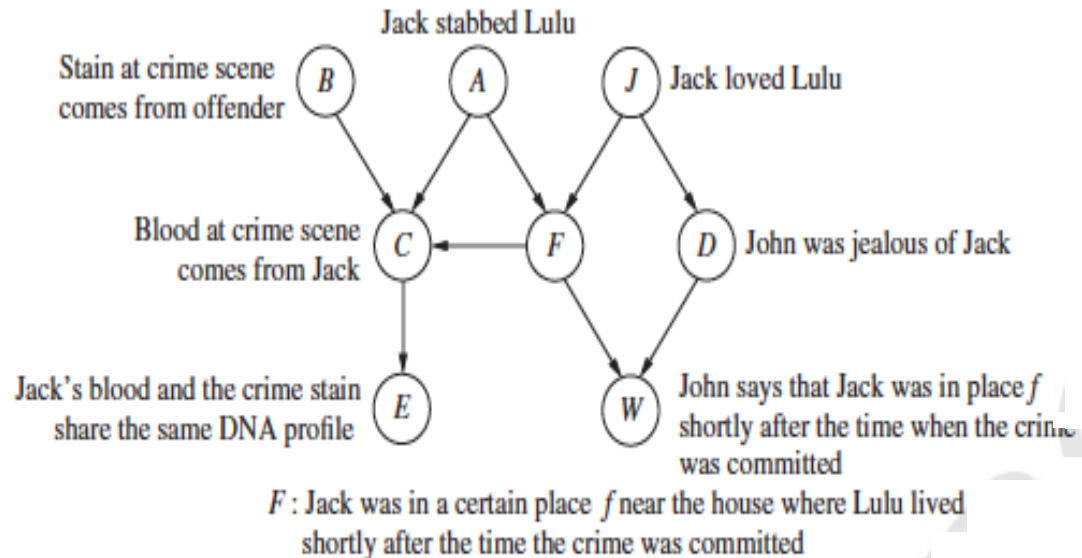 Jack stabbed Lulu
Stain at crime scene
comes from offender
B
A
J
Jack loved Lulu
Blood at crime scene
comes from Jack
C
F
D
John was jealous of Jack
Jack's blood and the crime stain
share the same DNA profile
E
W
John says that Jack was in place f
shortly after the time when the crime
was committed
F : Jack was in a certain place f near the house where Lulu lived
shortly after the time the crime was committed